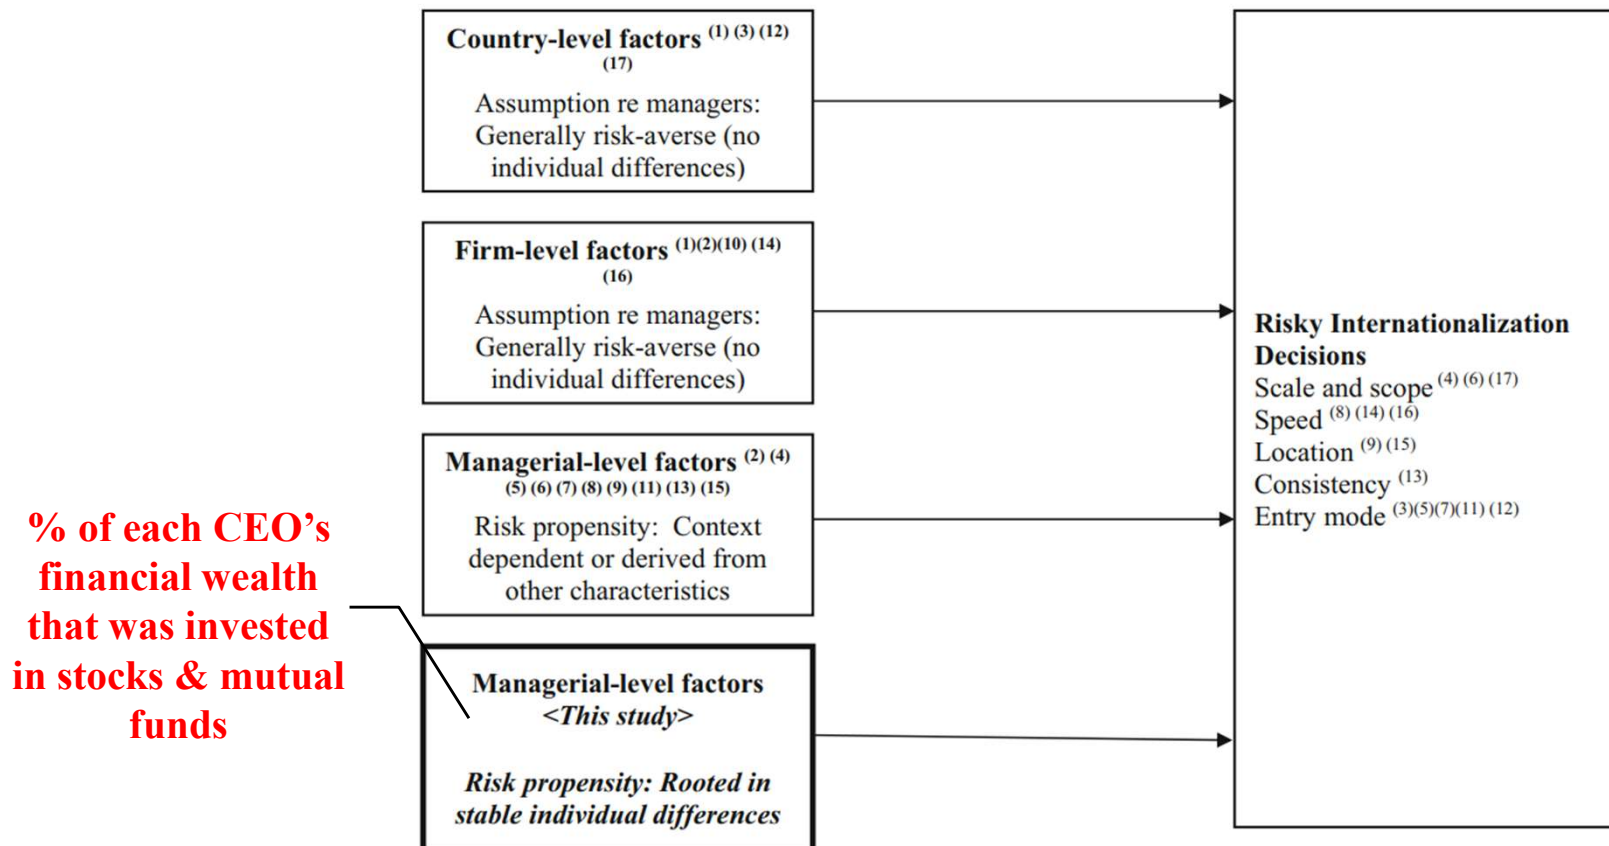 Country-level factors (1) (3) (12)
(17)
Assumption re managers:
Generally risk-averse (no
individual differences)
Firm-level factors (1)(2)(10) (14)
(16)
Assumption re managers:
Generally risk-averse (no
individual differences)
Managerial-level factors (2) (4)
(5) (6) (7) (8) (9) (11) (13) (15)
Risk propensity: Context
dependent or derived from
other characteristics
% of each CEO’s
financial wealth
that was invested
in stocks & mutual
funds
Managerial-level factors
<This study>
Risk propensity: Rooted in
stable individual differences
Risky Internationalization
Decisions
Scale and scope (4) (6) (17)
Speed (8) (14) (16)
Location (9) (15)
Consistency (13)
Entry mode (3)(5)(7)(11) (12)